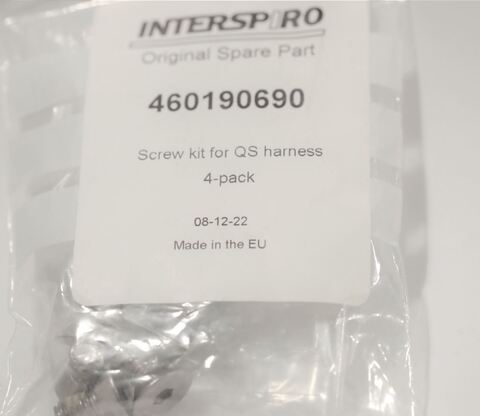 INTERSPIRO
Original Spare Part
460190690
Screw kit for QS harness
4-pack
08-12-22
Made in the EU